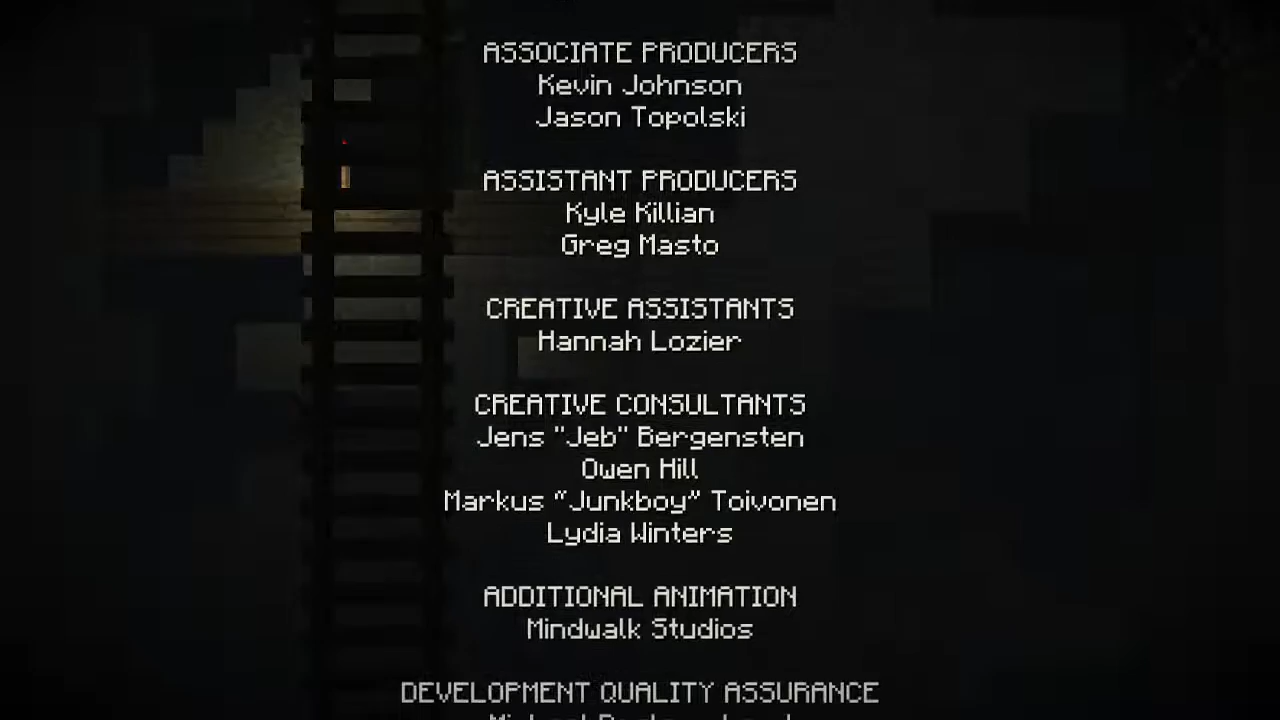 ASSOCIATE PRODUCERS
Kevin Johnson
Jason Topolski
ASSISTANT PRODUCERS
Kyle Killian
Greg Masto
CREATIVE ASSISTANTS
Hannah Lozier
CREATIVE CONSULTANTS
Jens "Jeb" Bergensten
Owen Hill
Markus “Junkboy” Toivonen
Lydia Winters
ADDITIONAL ANIMATION
Mindwalk Studios
DEVELOPMENT QUALITY ASSURANCE